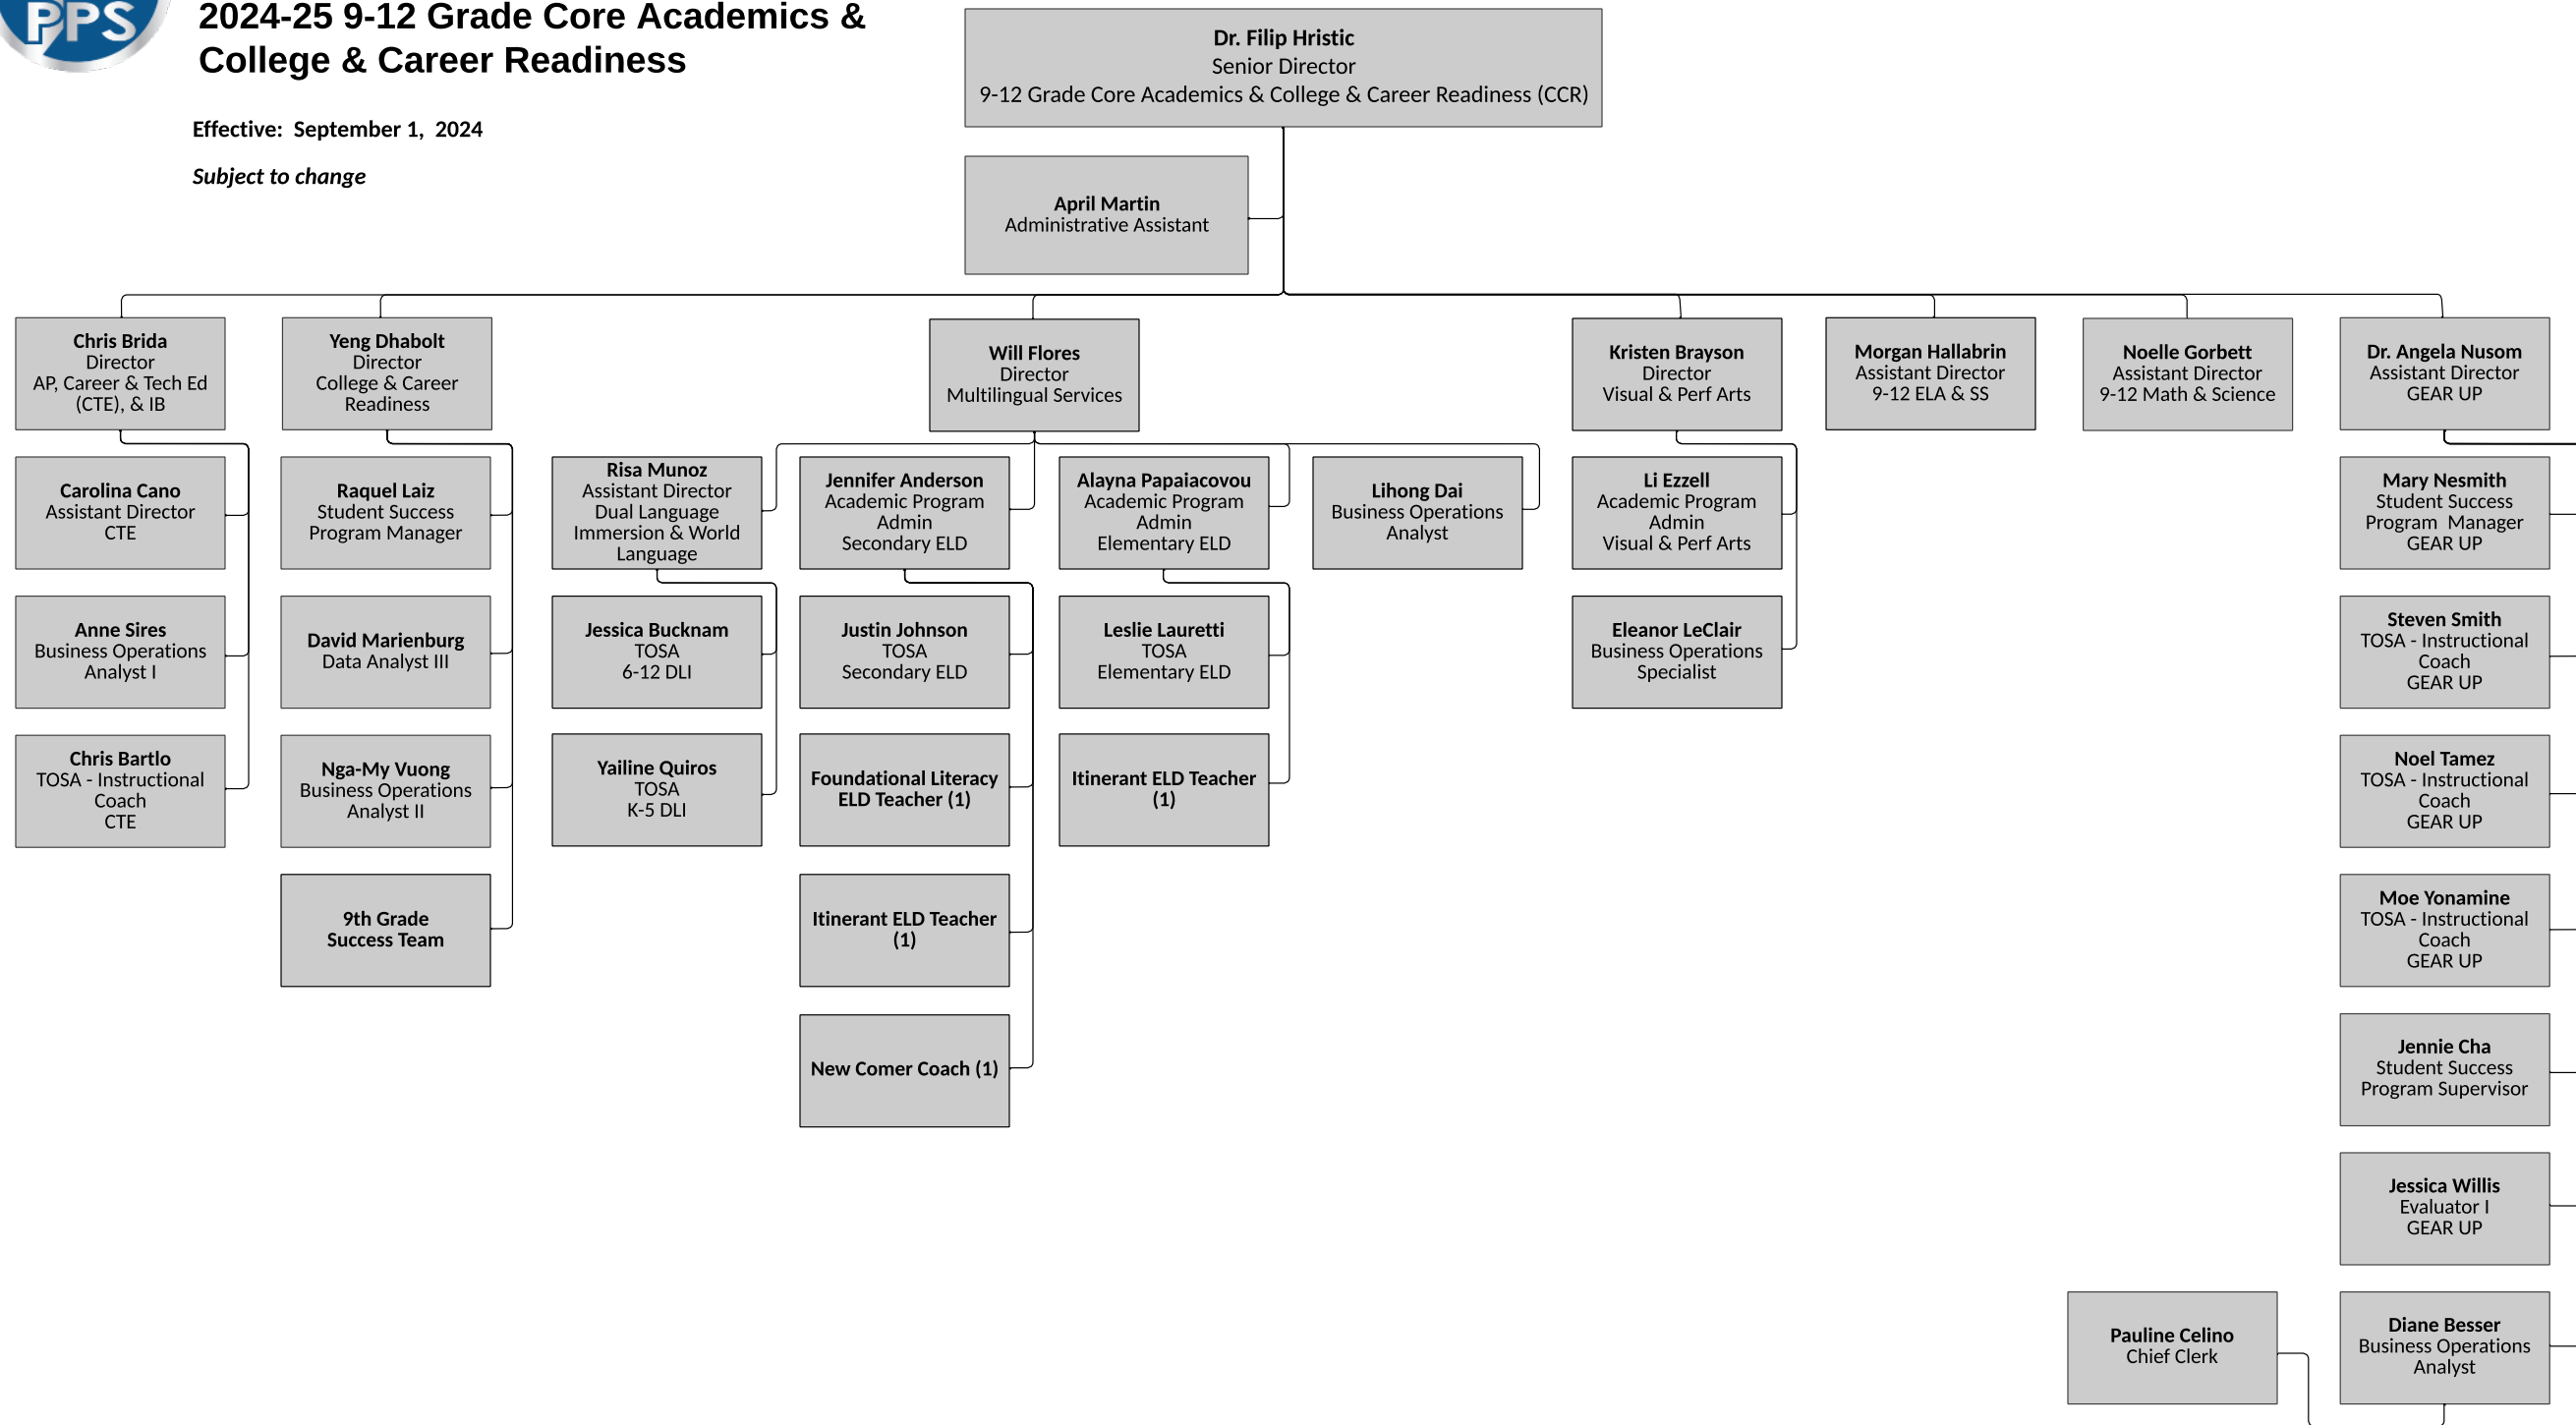 PPS
2024-25 9-12 Grade Core Academics &
College & Career Readiness
Effective:  September 1,  2024
Subject to change
Dr. Filip Hristic
Senior Director
9-12 Grade Core Academics & College & Career Readiness (CCR)
April Martin
Administrative Assistant
Chris Brida
Director
AP, Career & Tech Ed
(CTE), & IB
Yeng Dhabolt
Director
College & Career
Readiness
Will Flores
Director
Multilingual Services
Kristen Brayson
Director
Visual & Perf Arts
Morgan Hallabrin
Assistant Director
9-12 ELA & SS
Noelle Gorbett
Assistant Director
9-12 Math & Science
Dr. Angela Nusom
Assistant Director
GEAR UP
Carolina Cano
Assistant Director
CTE
Raquel Laiz
Student Success
Program Manager
Risa Munoz
Assistant Director
Dual Language
Immersion & World
Language
Jennifer Anderson
Academic Program
Admin
Secondary ELD
Alayna Papaiacovou
Academic Program
Admin
Elementary ELD
Lihong Dai
Business Operations
Analyst
Li Ezzell
Academic Program
Admin
Visual & Perf Arts
Mary Nesmith
Student Success
Program  Manager
GEAR UP
Anne Sires
Business Operations
Analyst I
David Marienburg
Data Analyst III
Jessica Bucknam
TOSA
6-12 DLI
Justin Johnson
TOSA
Secondary ELD
Leslie Lauretti
TOSA
Elementary ELD
Eleanor LeClair
Business Operations
Specialist
Steven Smith
TOSA - Instructional
Coach
GEAR UP
Chris Bartlo
TOSA - Instructional
Coach
CTE
Nga-My Vuong
Business Operations
Analyst II
Yailine Quiros
TOSA
K-5 DLI
Foundational Literacy
ELD Teacher (1)
Itinerant ELD Teacher
(1)
Noel Tamez
TOSA - Instructional
Coach
GEAR UP
9th Grade
Success Team
Itinerant ELD Teacher
(1)
Moe Yonamine
TOSA - Instructional
Coach
GEAR UP
New Comer Coach (1)
Jennie Cha
Student Success
Program Supervisor
Jessica Willis
Evaluator I
GEAR UP
Pauline Celino
Chief Clerk
Diane Besser
Business Operations
Analyst